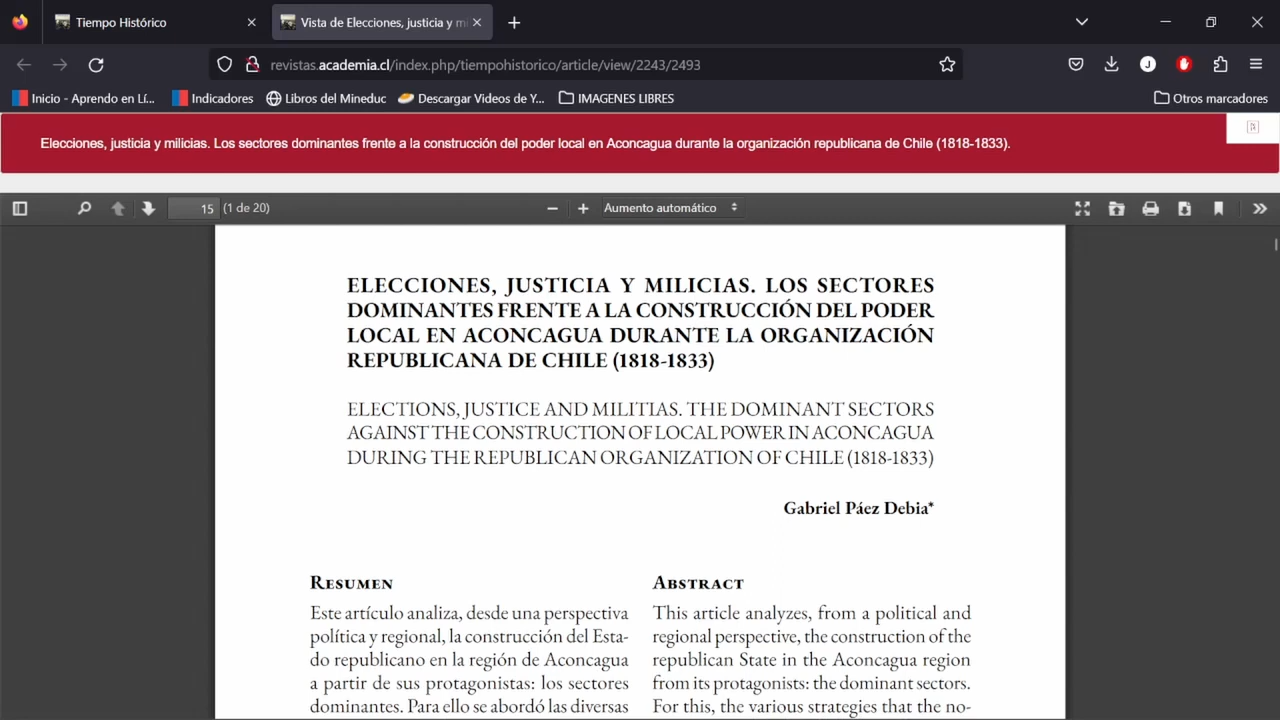 Tiempo Histórico
Vista de Elecciones, justicia y mi
revistas.academia.cl/index.php/tiempohistorico/article/view/2243/2493
J
Inicio - Aprendo en Lí...
Indicadores
Libros del Mineduc
Descargar Videos de Y...
IMAGENES LIBRES
Otros marcadores
Elecciones, justicia y milicias. Los sectores dominantes frente a la construcción del poder local en Aconcagua durante la organización republicana de Chile (1818-1833).
15 (1 de 20)
Aumento automático
ELECCIONES, JUSTICIA Y MILICIAS. LOS SECTORES
DOMINANTES FRENTE A LA CONSTRUCCIÓN DEL PODER
LOCAL EN ACONCAGUA DURANTE LA ORGANIZACIÓN
REPUBLICANA DE CHILE (1818-1833)
ELECTIONS, JUSTICE AND MILITIAS. THE DOMINANT SECTORS
AGAINST THE CONSTRUCTION OF LOCAL POWER IN ACONCAGUA
DURING THE REPUBLICAN ORGANIZATION OF CHILE (1818-1833)
Gabriel Páez Debia*
Resumen
Este artículo analiza, desde una perspectiva
política y regional, la construcción del Esta-
do republicano en la región de Aconcagua
a partir de sus protagonistas: los sectores
dominantes. Para ello se abordó las diversas
Abstract
This article analyzes, from a political and
regional perspective, the construction of the
republican State in the Aconcagua region
from its protagonists: the dominant sectors.
For this, the various strategies that the no-